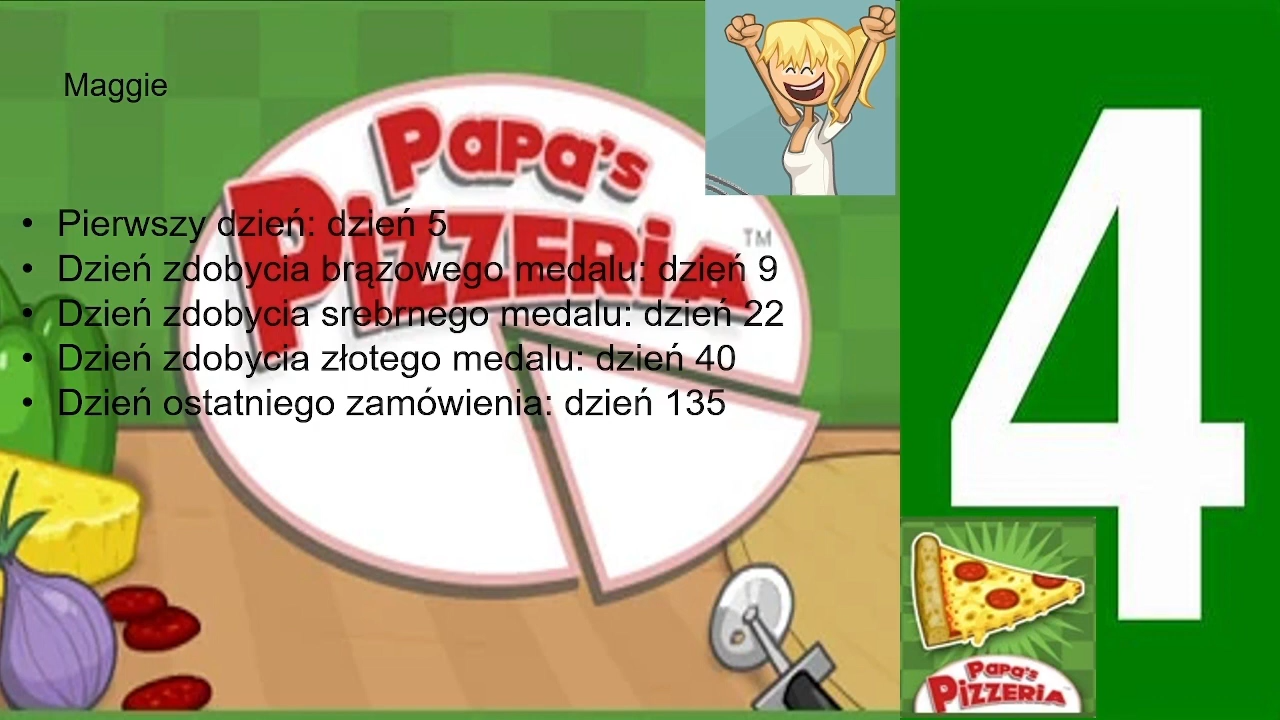 Maggie
Papa's
Pizzeria™
• Pierwszy dzień: dzień 5
• Dzień zdobycia brązowego medalu: dzień 9
• Dzień zdobycia srebrnego medalu: dzień 22
• Dzień zdobycia złotego medalu: dzień 40
• Dzień ostatniego zamówienia: dzień 135
4
Papa's
Pizzeria